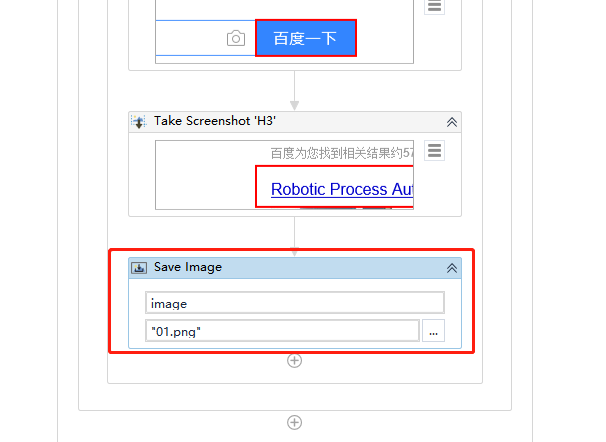 百度一下
Take Screenshot 'H3'
百度为您找到相关结果约57
Robotic Process Aut
Save Image
image
"01.png"
...